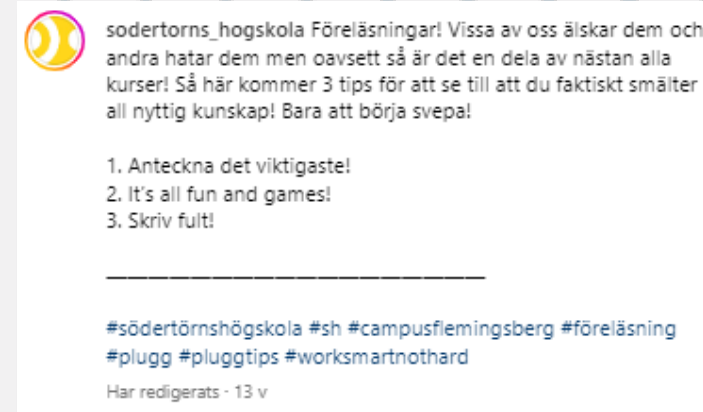 sodertorns_hogskola Föreläsningar! Vissa av oss älskar dem och
andra hatar dem men oavsett så är det en dela av nästan alla
kurser! Så här kommer 3 tips för att se till att du faktiskt smälter
all nyttig kunskap! Bara att börja svepa!
1. Anteckna det viktigaste!
2. It's all fun and games!
3. Skriv fult!
#södertörnshögskola #sh #campusflemingsberg #föreläsning
#plugg #pluggtips #worksmartnothard
Har redigerats · 13 v